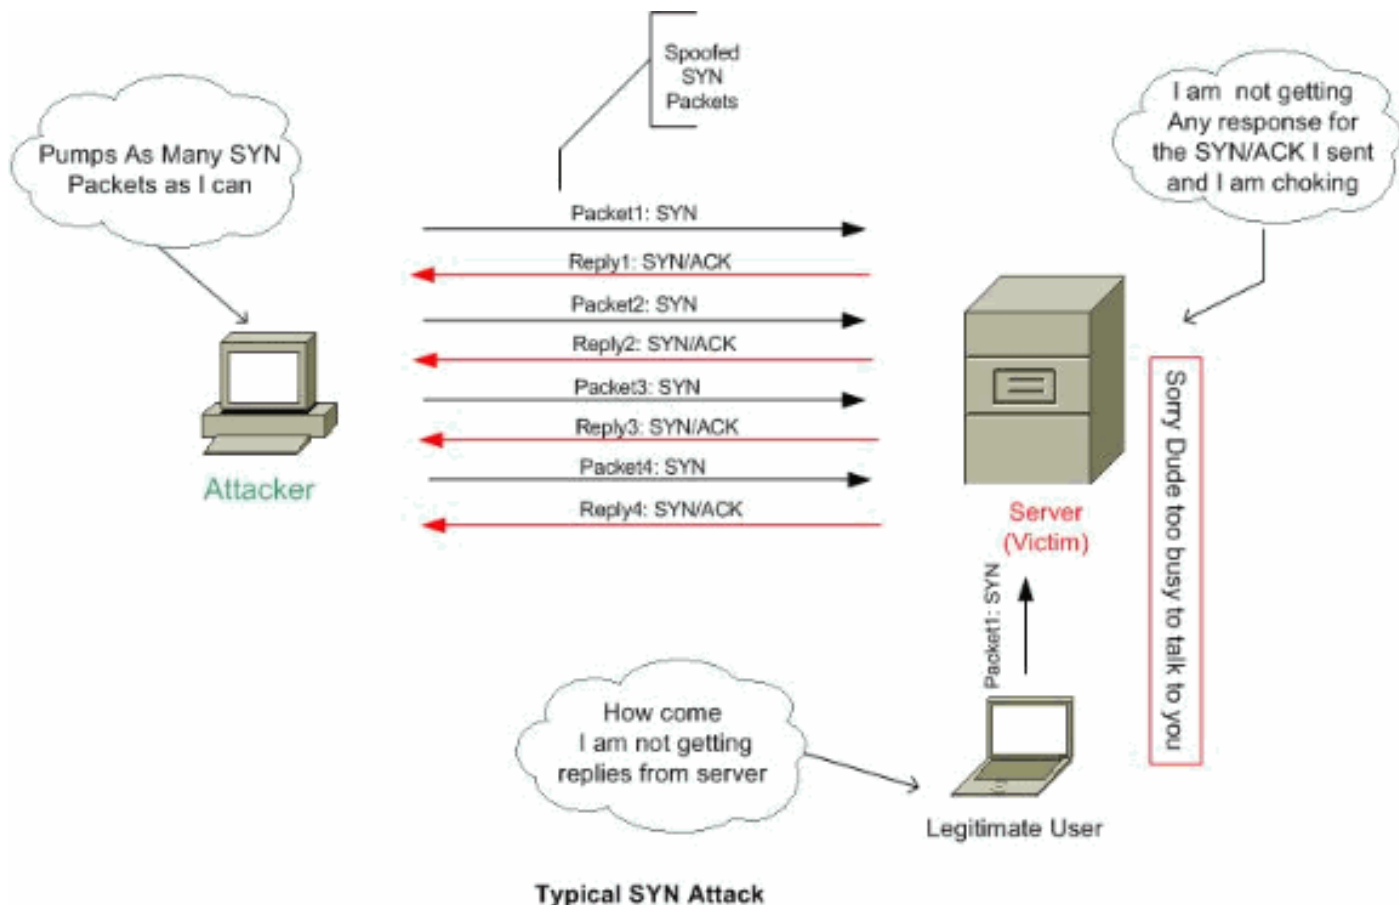 Spoofed
SYN
Packets
Pumps As Many SYN
Packets as I can
I am not getting
Any response for
the SYN/ACK I sent
and I am choking
Packet1: SYN
Reply1: SYN/ACK
Packet2: SYN
Reply2: SYN/ACK
Packet3: SYN
Reply3: SYN/ACK
Packet4: SYN
Reply4: SYN/ACK
Attacker
Server
(Victim)
Sorry Dude too busy to talk to you
Packet1: SYN
How come
I am not getting
replies from server
Legitimate User
Typical SYN Attack